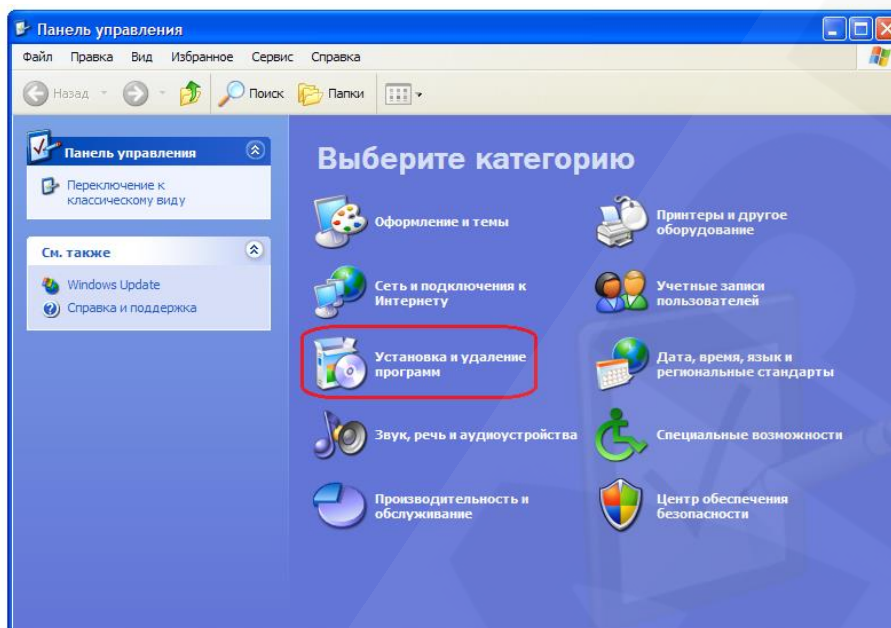 Панель управления
Файл Правка Вид Избранное Сервис Справка
Назад Поиск Папки
Панель управления
Переключение к
классическому виду
См. также
Windows Update
Справка и поддержка
Выберите категорию
Оформление и темы
Принтеры и другое
оборудование
Сеть и подключения к
Интернету
Учетные записи
пользователей
Установка и удаление
программ
Дата, время, язык и
региональные стандарты
Звук, речь и аудиоустройства
Специальные возможности
Производительность и
обслуживание
Центр обеспечения
безопасности